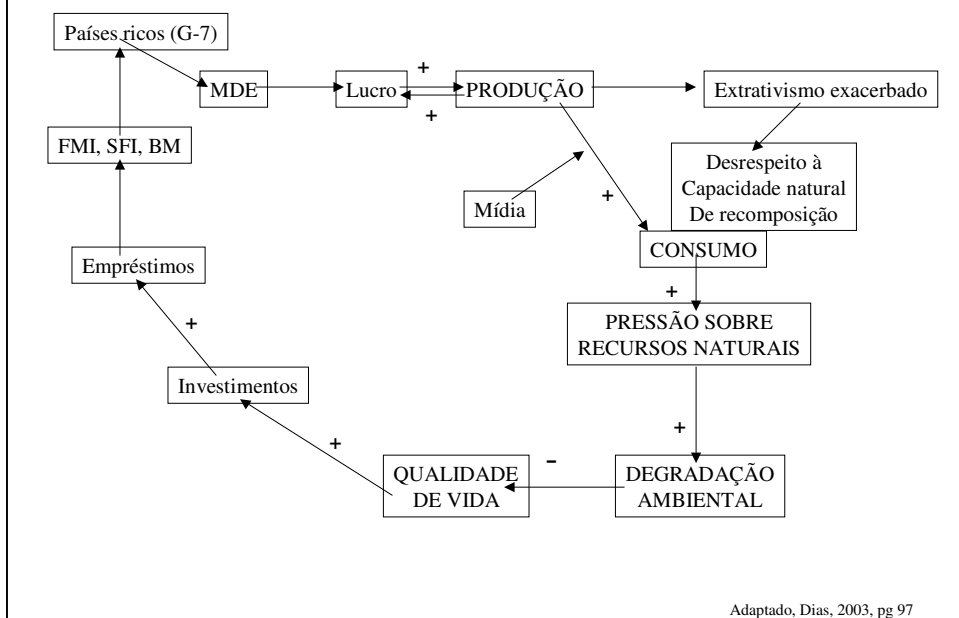 Países ricos (G-7)
MDE
Lucro
+
+
PRODUÇÃO
Extrativismo exacerbado
FMI, SFI, BM
Desrespeito à
Capacidade natural
De recomposição
Mídia
+
CONSUMO
Empréstimos
+
PRESSÃO SOBRE
RECURSOS NATURAIS
+
Investimentos
+
+
–
QUALIDADE
DE VIDA
DEGRADAÇÃO
AMBIENTAL
Adaptado, Dias, 2003, pg 97